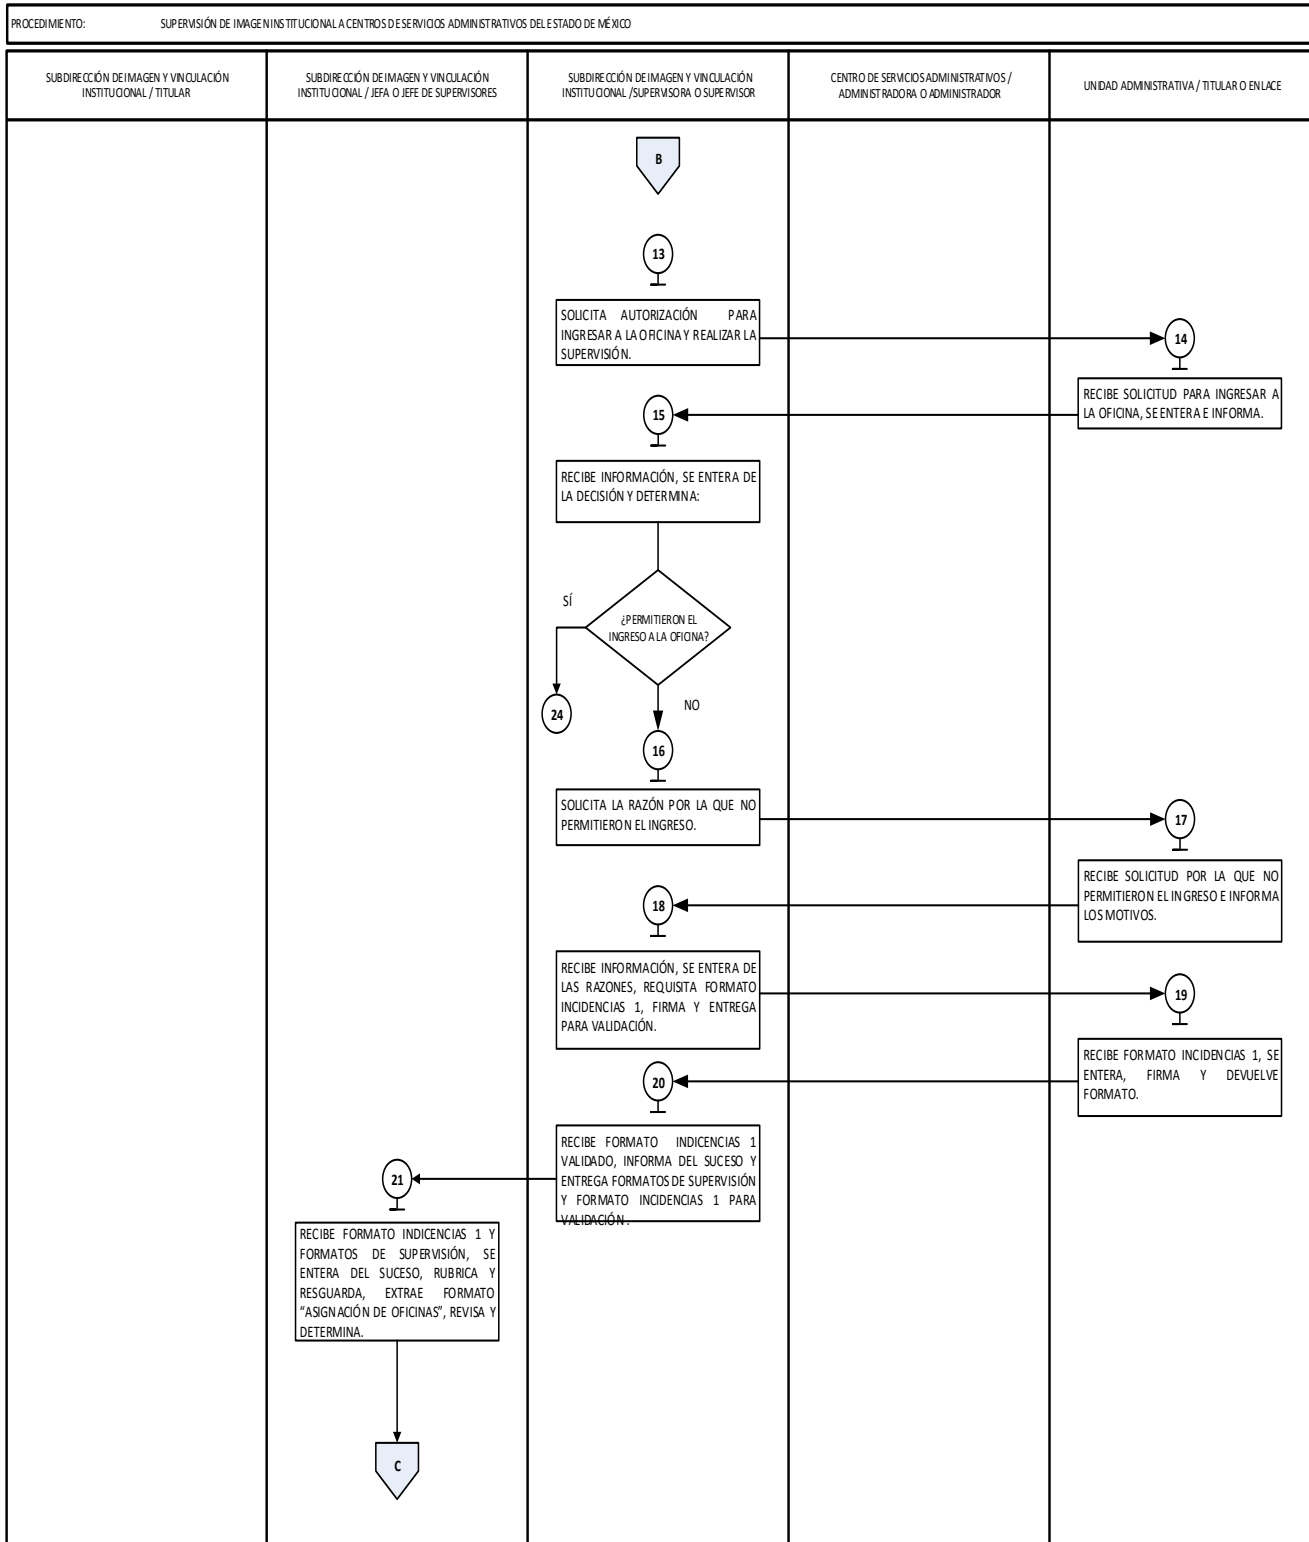 PROCEDIMIENTO: SUPERVISIÓN DE IMAGEN INSTITUCIONAL A CENTROS DE SERVICIOS ADMINISTRATIVOS DEL ESTADO DE MÉXICO
SUBDIRECCIÓN DE IMAGEN Y VINCULACIÓN
INSTITUCIONAL / TITULAR
SUBDIRECCIÓN DE IMAGEN Y VINCULACIÓN
INSTITUCIONAL / JEFA O JEFE DE SUPERVISORES
SUBDIRECCIÓN DE IMAGEN Y VINCULACIÓN
INSTITUCIONAL /SUPERVISORA O SUPERVISOR
CENTRO DE SERVICIOS ADMINISTRATIVOS /
ADMINISTRADORA O ADMINISTRADOR
UNIDAD ADMINISTRATIVA / TITULAR O ENLACE
B
13
SOLICITA AUTORIZACIÓN PARA
INGRESAR A LA OFICINA Y REALIZAR LA
SUPERVISIÓN.
14
RECIBE SOLICITUD PARA INGRESAR A
LA OFICINA, SE ENTERA E INFORMA.
15
RECIBE INFORMACIÓN, SE ENTERA DE
LA DECISIÓN Y DETERMINA:
SÍ
¿PERMITIERON EL
INGRESO A LA OFICINA?
24
NO
16
SOLICITA LA RAZÓN POR LA QUE NO
PERMITIERON EL INGRESO.
17
RECIBE SOLICITUD POR LA QUE NO
PERMITIERON EL INGRESO E INFORMA
LOS MOTIVOS.
18
RECIBE INFORMACIÓN, SE ENTERA DE
LAS RAZONES, REQUISITA FORMATO
INCIDENCIAS 1, FIRMA Y ENTREGA
PARA VALIDACIÓN.
19
RECIBE FORMATO INCIDENCIAS 1, SE
ENTERA, FIRMA Y DEVUELVE
FORMATO.
20
RECIBE FORMATO INDICENCIAS 1
VALIDADO, INFORMA DEL SUCESO Y
ENTREGA FORMATOS DE SUPERVISIÓN
Y FORMATO INCIDENCIAS 1 PARA
VALIDACIÓN.
21
RECIBE FORMATO INDICENCIAS 1 Y
FORMATOS DE SUPERVISIÓN, SE
ENTERA DEL SUCESO, RUBRICA Y
RESGUARDA, EXTRAE FORMATO
“ASIGNACIÓN DE OFICINAS”, REVISA Y
DETERMINA.
C